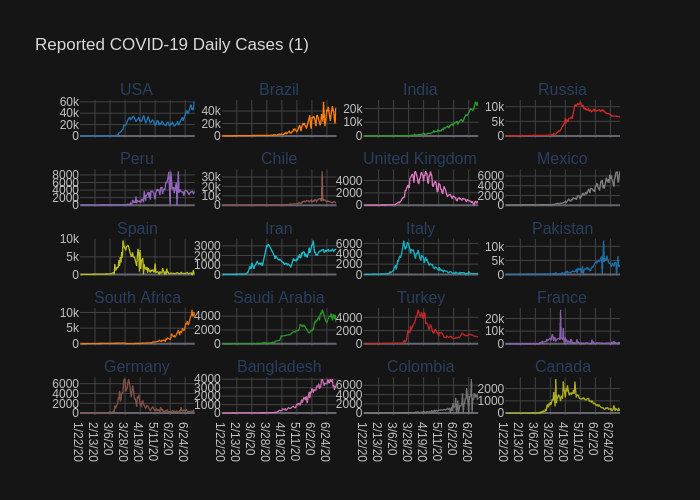 Reported COVID-19 Daily Cases (1)
USA Brazil India Russia
60k
40k
20k
0
40k
20k
0
20k
10k
0
10k
5k
0
Peru Chile United Kingdom Mexico
8000
6000
4000
2000
0
30k
20k
10k
0
4000
2000
0
6000
4000
2000
0
Spain Iran Italy Pakistan
10k
5k
0
3000
2000
1000
0
6000
4000
2000
0
10k
5k
0
South Africa Saudi Arabia Turkey France
10k
5k
0
4000
2000
0
4000
2000
0
20k
10k
0
Germany Bangladesh Colombia Canada
6000
4000
2000
0
4000
3000
2000
1000
0
6000
4000
2000
0
2000
1000
0
1/22/20 2/13/20 3/6/20 3/28/20 4/19/20 5/11/20 6/2/20 6/24/20
1/22/20 2/13/20 3/6/20 3/28/20 4/19/20 5/11/20 6/2/20 6/24/20
1/22/20 2/13/20 3/6/20 3/28/20 4/19/20 5/11/20 6/2/20 6/24/20
1/22/20 2/13/20 3/6/20 3/28/20 4/19/20 5/11/20 6/2/20 6/24/20